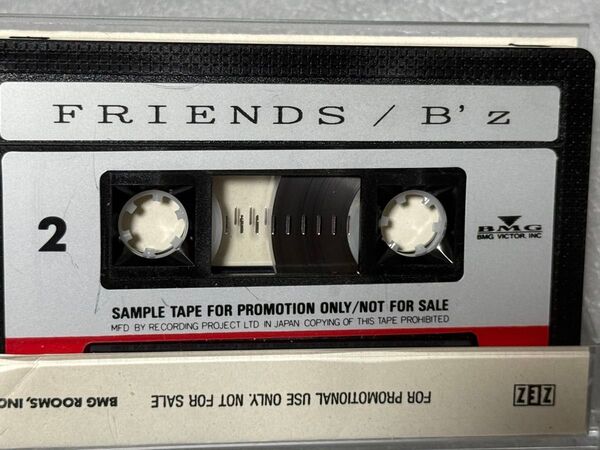 FRIENDS / B'z
2
BMG
BMG VICTOR, INC
SAMPLE TAPE FOR PROMOTION ONLY/NOT FOR SALE
MFD BY RECORDING PROJECT LTD IN JAPAN COPYING OF THIS TAPE PROHIBITED
ZEZ
FOR PROMOTIONAL USE ONLY. NOT FOR SALE
BMG ROOMS, INC